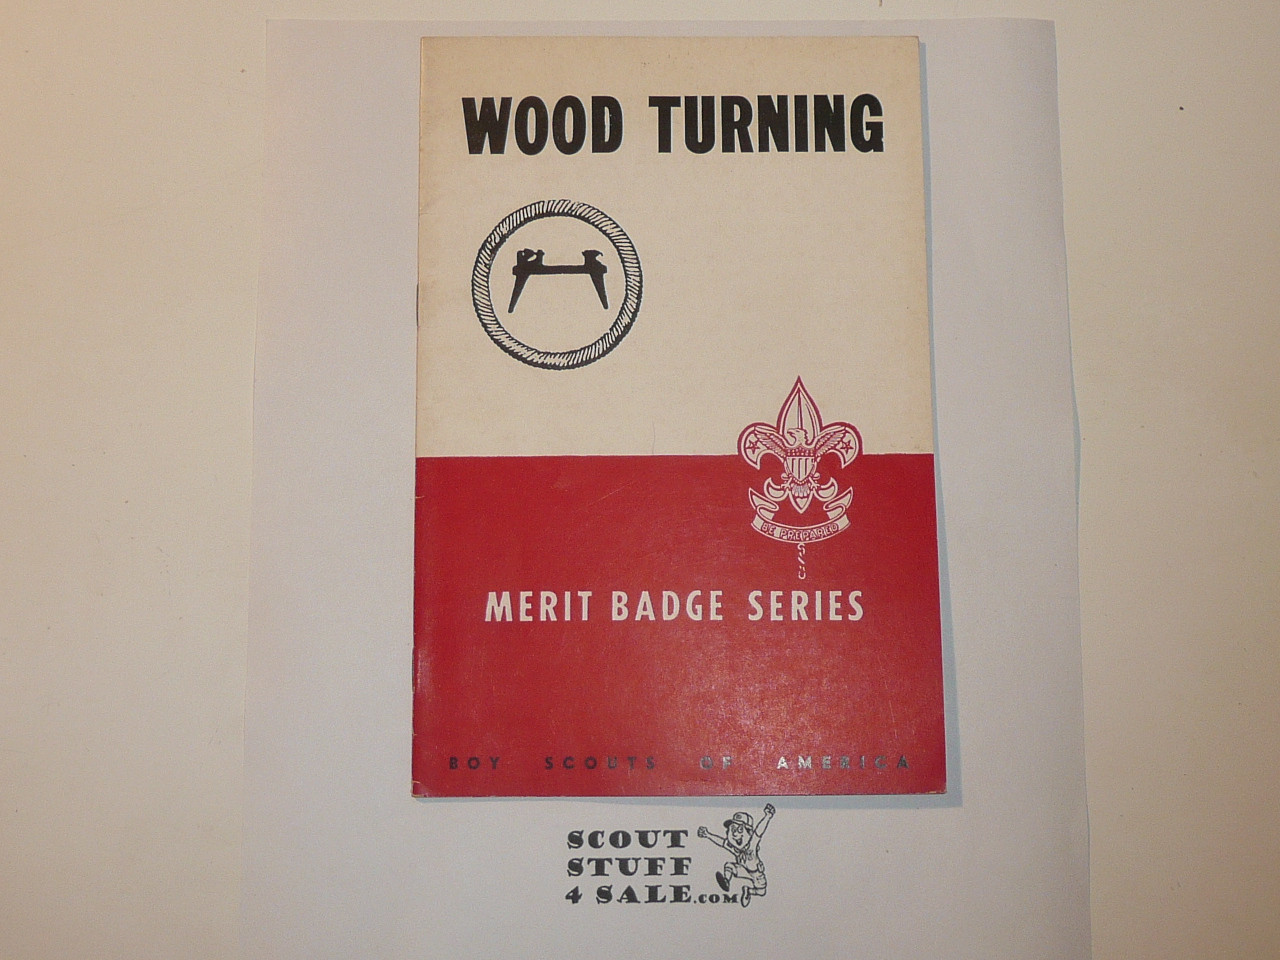 WOOD TURNING
BE PREPARED
MERIT BADGE SERIES
BOY SCOUTS OF AMERICA
SCOUT
STUFF
4 SALE.COM